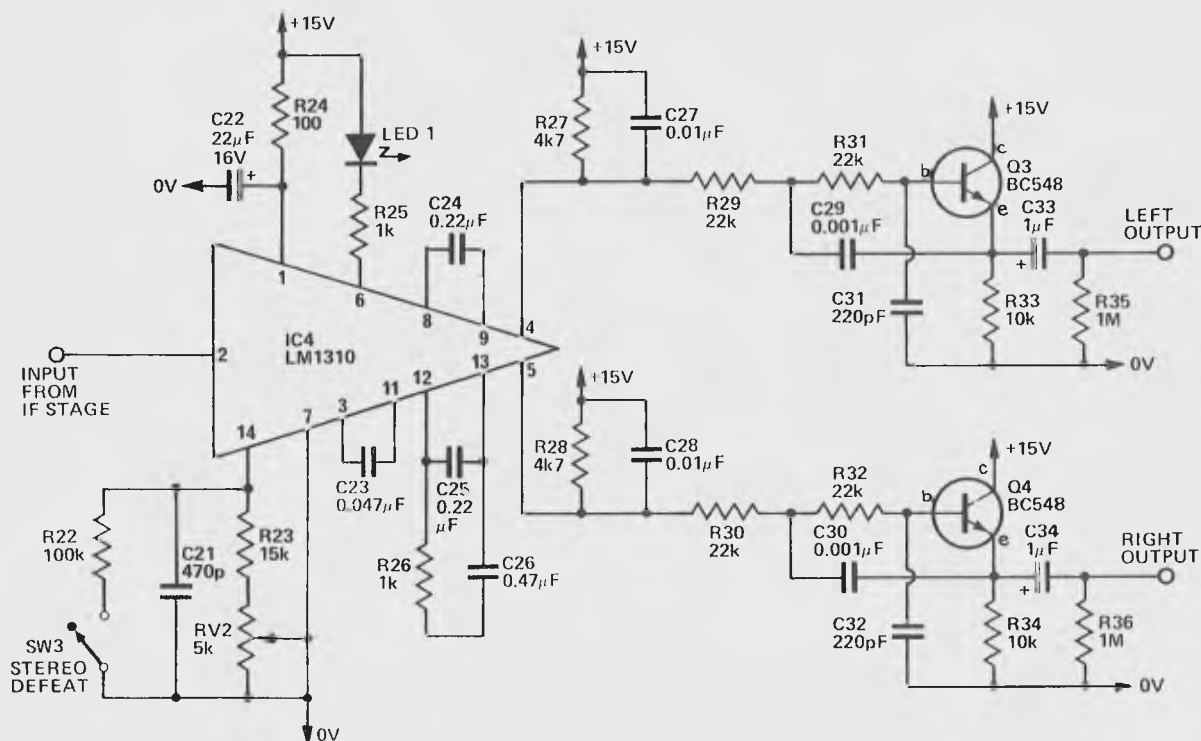 +15V
R24
100
C22
22µF
16V
+
0V
LED 1
R25
1k
C24
0.22µF
1
6
8
9
4
2
IC4
LM1310
INPUT
FROM
IF STAGE
14
7
3
11
12
13
5
C23
0.047µF
C25
0.22
µF
R26
1k
C26
0.47µF
R22
100k
C21
470p
R23
15k
RV2
5k
SW3
STEREO
DEFEAT
0V
+15V
R27
4k7
C27
0.01µF
R29
22k
R31
22k
C29
0.001µF
C31
220pF
+15V
c
b
e
Q3
BC548
C33
1µF
+
R33
10k
R35
1M
LEFT
OUTPUT
0V
+15V
R28
4k7
C28
0.01µF
R30
22k
R32
22k
C30
0.001µF
C32
220pF
+15V
c
b
e
Q4
BC548
C34
1µF
+
R34
10k
R36
1M
RIGHT
OUTPUT
0V